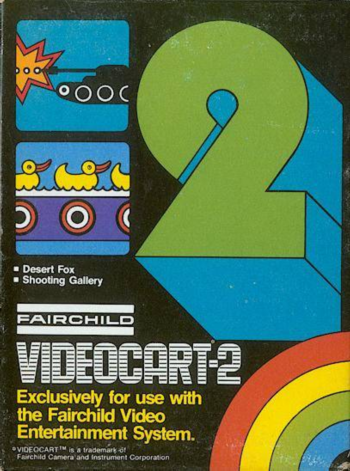 2
■ Desert Fox
■ Shooting Gallery
FAIRCHILD
VIDEOCART®-2
Exclusively for use with
the Fairchild Video
Entertainment System.
®VIDEOCART™ is a trademark of
Fairchild Camera and Instrument Corporation